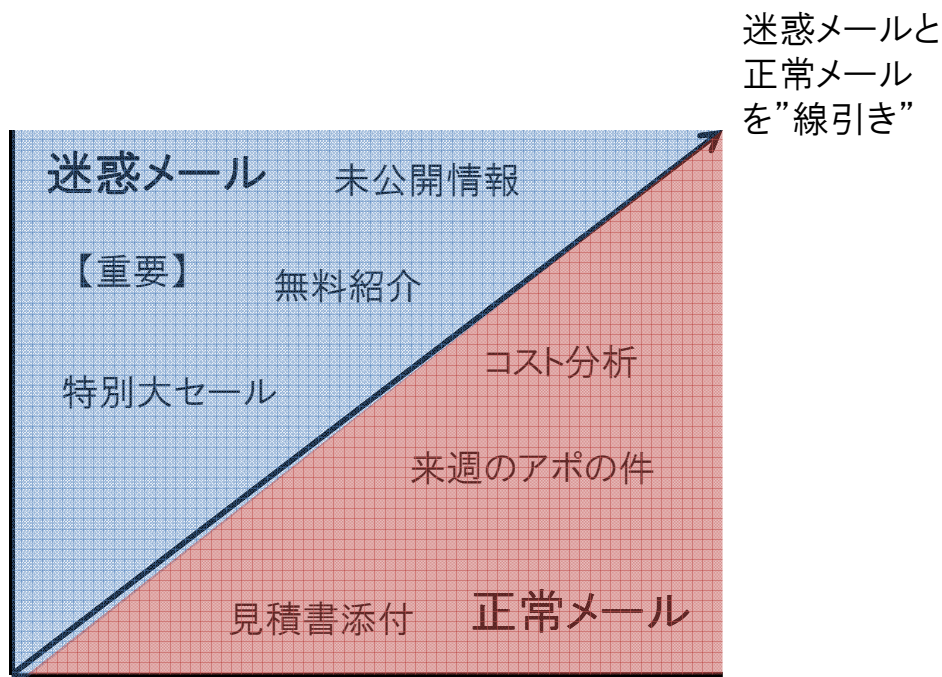 迷惑メールと
正常メール
を”線引き”
迷惑メール
未公開情報
【重要】
無料紹介
特別大セール
コスト分析
来週のアポの件
見積書添付
正常メール